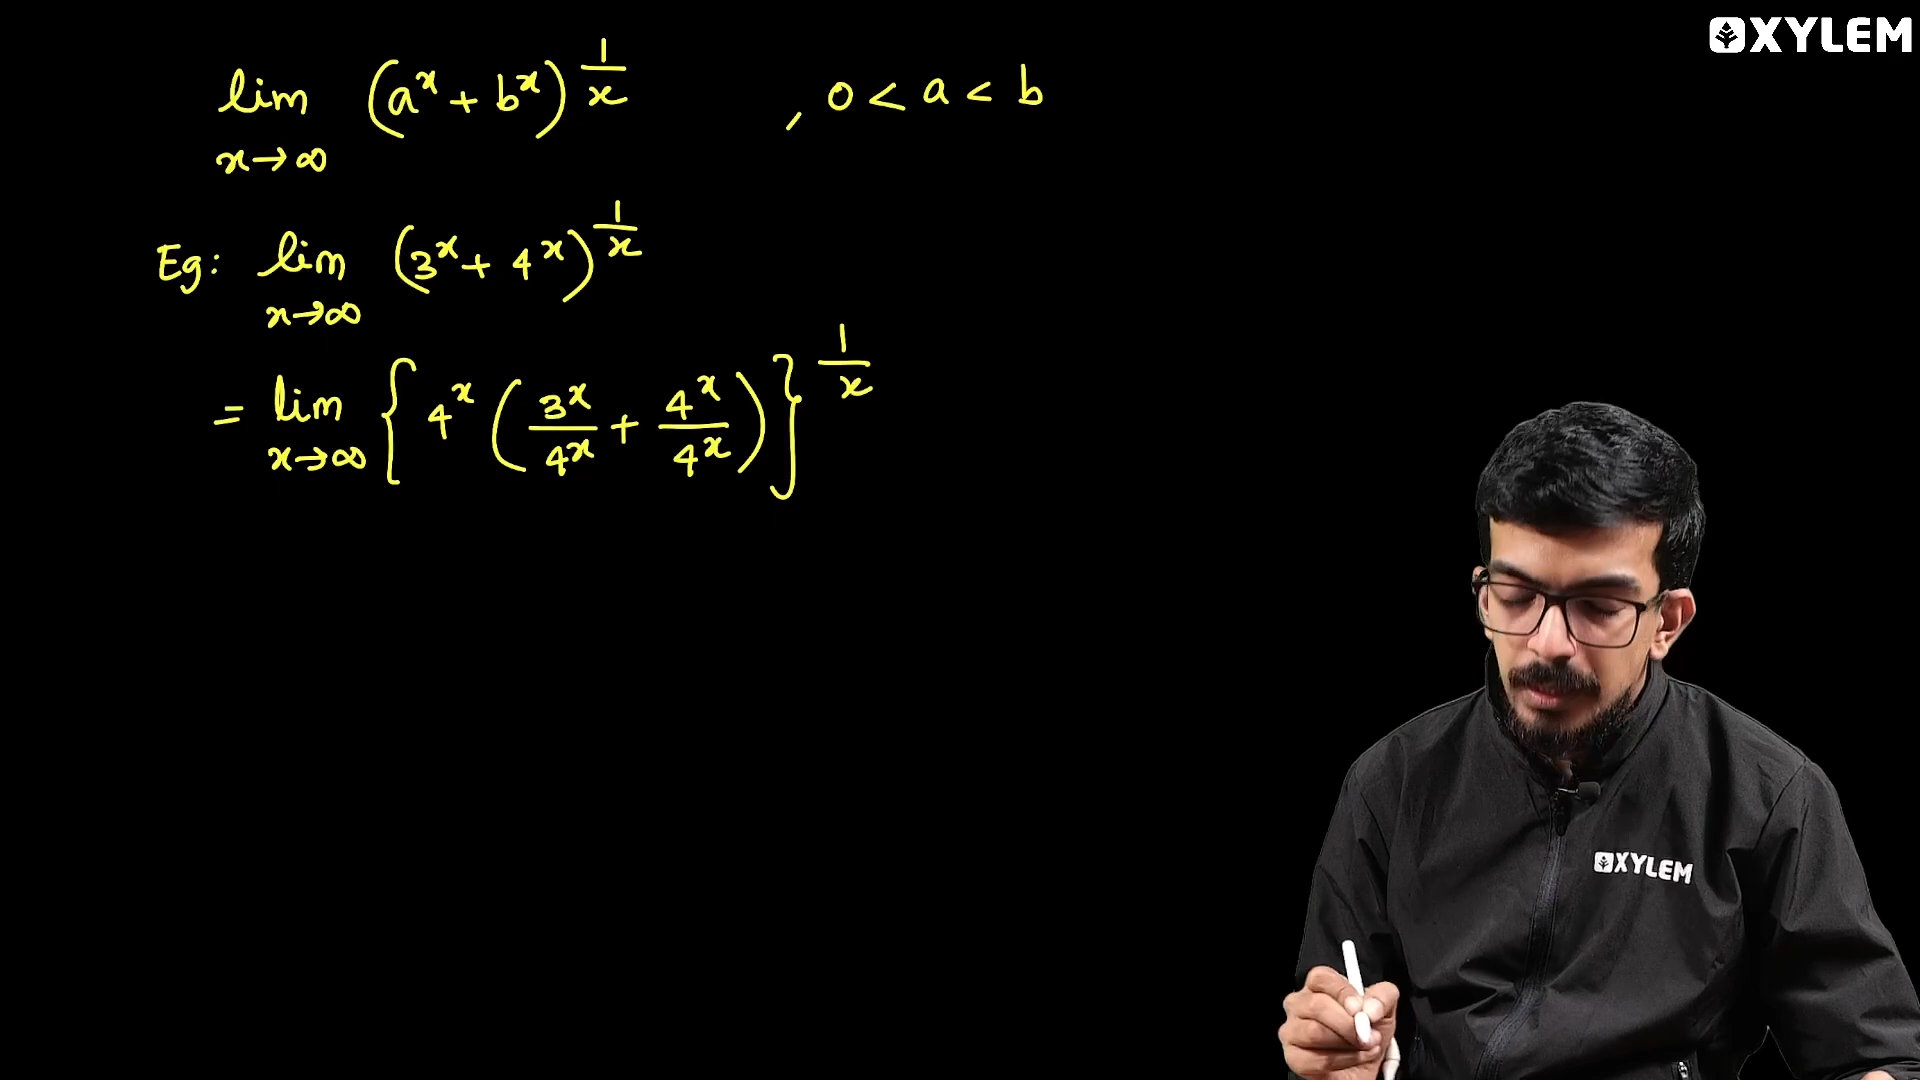 XYLEM
lim (a^x + b^x)^(1/x) , 0 < a < b
x→∞
Eg: lim (3^x + 4^x)^(1/x)
x→∞
= lim { 4^x ( 3^x/4^x + 4^x/4^x ) }^(1/x)
x→∞
XYLEM